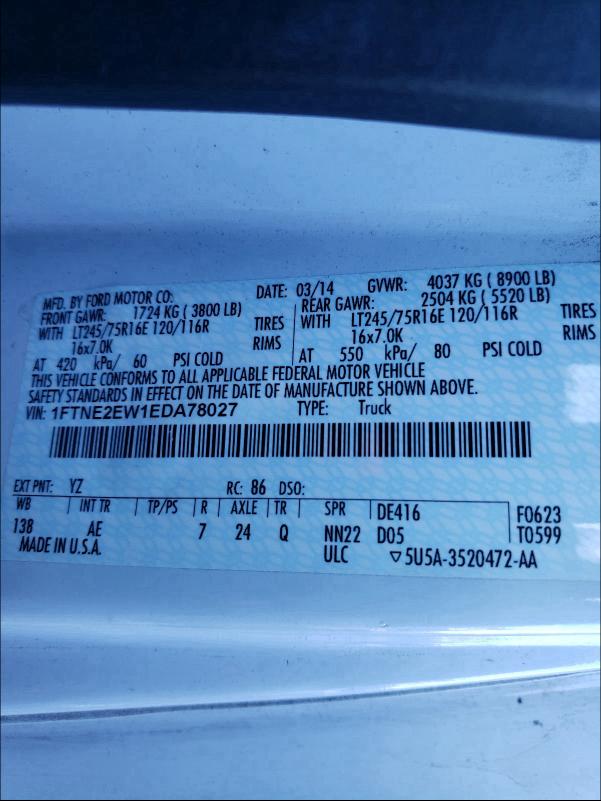 MFD. BY FORD MOTOR CO. DATE: 03/14 GVWR: 4037 KG ( 8900 LB)
FRONT GAWR: 1724 KG ( 3800 LB) REAR GAWR: 2504 KG ( 5520 LB)
WITH LT245/75R16E 120/116R TIRES WITH LT245/75R16E 120/116R TIRES
16x7.0K RIMS 16x7.0K RIMS
AT 420 kPa/ 60 PSI COLD AT 550 kPa/ 80 PSI COLD
THIS VEHICLE CONFORMS TO ALL APPLICABLE FEDERAL MOTOR VEHICLE
SAFETY STANDARDS IN EFFECT ON THE DATE OF MANUFACTURE SHOWN ABOVE.
VIN: 1FTNE2EW1EDA78027 TYPE: Truck
EXT PNT: YZ RC: 86 DSO:
WB INT TR TP/PS R AXLE TR SPR DE416 F0623
138 AE 7 24 Q NN22 D05 T0599
MADE IN U.S.A. ULC ▽5U5A-3520472-AA